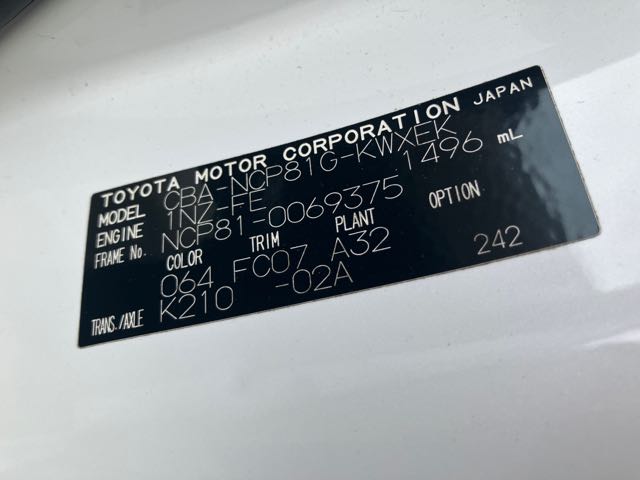 TOYOTA MOTOR CORPORATION JAPAN
MODEL CBA-NCP81G-KWXEK
ENGINE 1NZ-FE 1496 mL
FRAME No. NCP81-0069375
COLOR TRIM PLANT OPTION
064 FC07 A32 242
TRANS./AXLE K210 -02A